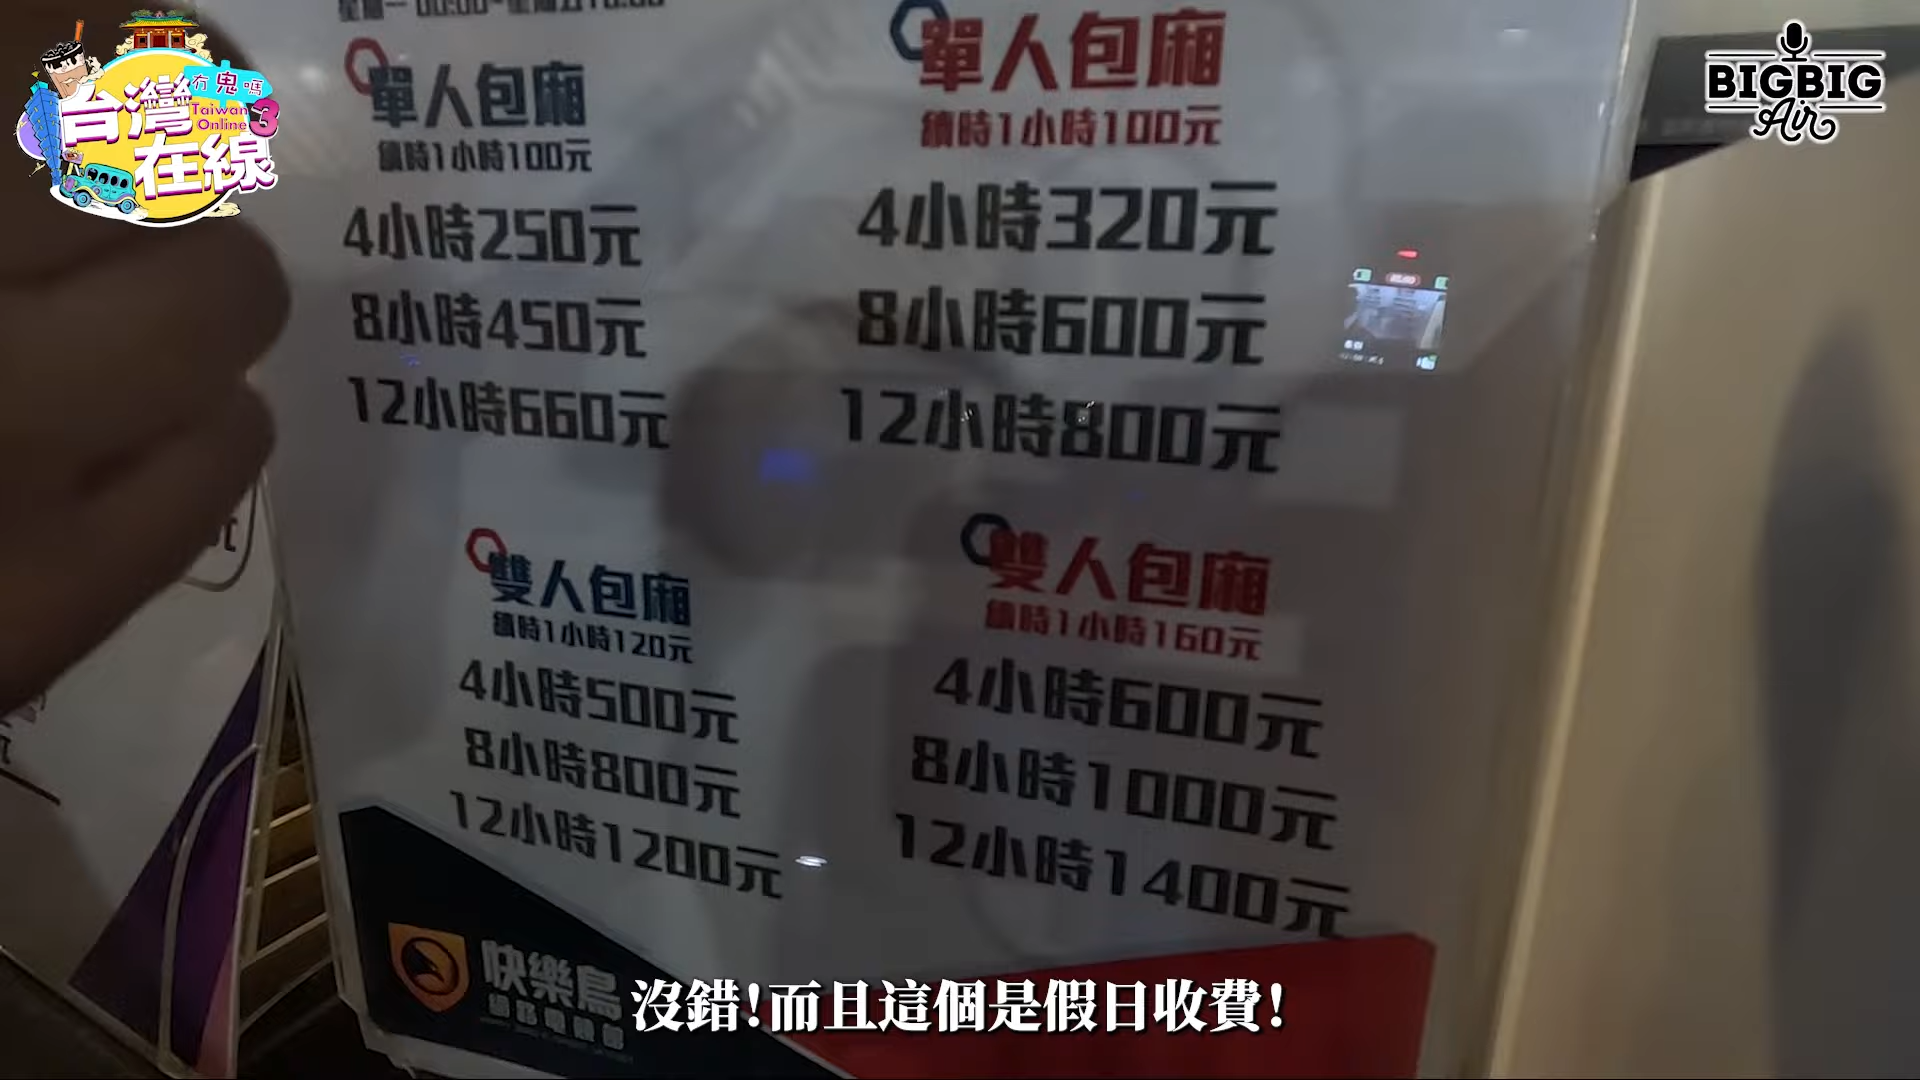 台灣在線
冇鬼嗎
Taiwan Online 3
BIGBIG
Air
單人包廂
續時1小時100元
4小時250元
8小時450元
12小時660元
單人包廂
續時1小時100元
4小時320元
8小時600元
12小時800元
雙人包廂
續時1小時120元
4小時500元
8小時800元
12小時1200元
雙人包廂
續時1小時160元
4小時600元
8小時1000元
12小時1400元
快樂鳥
沒錯!而且這個是假日收費!